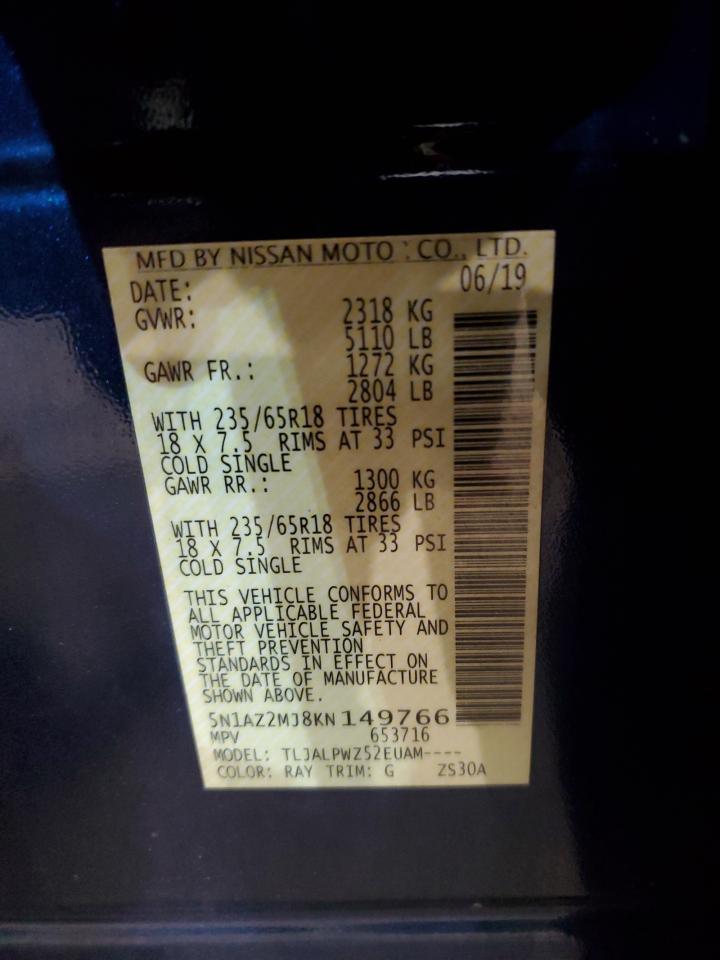 MFD BY NISSAN MOTO : CO., LTD.
DATE: 06/19
GVWR: 2318 KG
5110 LB
GAWR FR.: 1272 KG
2804 LB
WITH 235/65R18 TIRES
18 X 7.5 RIMS AT 33 PSI
COLD SINGLE
GAWR RR.: 1300 KG
2866 LB
WITH 235/65R18 TIRES
18 X 7.5 RIMS AT 33 PSI
COLD SINGLE
THIS VEHICLE CONFORMS TO
ALL APPLICABLE FEDERAL
MOTOR VEHICLE SAFETY AND
THEFT PREVENTION
STANDARDS IN EFFECT ON
THE DATE OF MANUFACTURE
SHOWN ABOVE.
5N1AZ2MJ8KN149766
MPV 653716
MODEL: TLJALPWZ52EUAM----
COLOR: RAY TRIM: G ZS30A